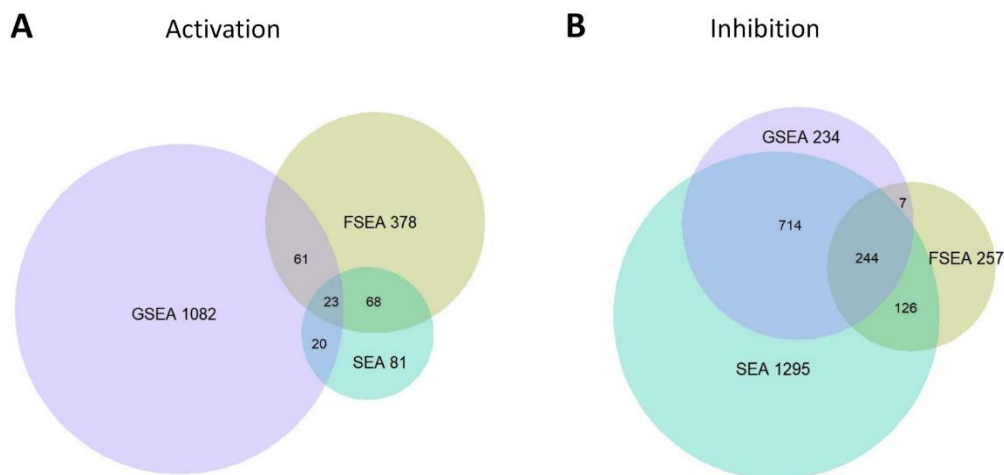 A Activation
B Inhibition
FSEA 378
61
23
68
GSEA 1082
20
SEA 81
GSEA 234
7
714
244
FSEA 257
126
SEA 1295